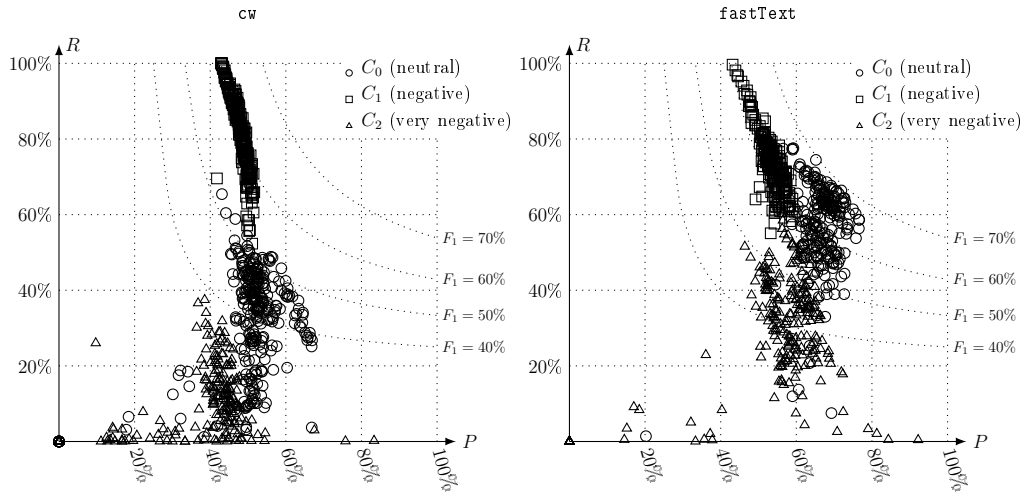 cw
R
100%
80%
60%
40%
20%
C0 (neutral)
C1 (negative)
C2 (very negative)
F1 = 70%
F1 = 60%
F1 = 50%
F1 = 40%
P
20%
40%
60%
80%
100%
fastText
R
100%
80%
60%
40%
20%
C0 (neutral)
C1 (negative)
C2 (very negative)
F1 = 70%
F1 = 60%
F1 = 50%
F1 = 40%
P
20%
40%
60%
80%
100%